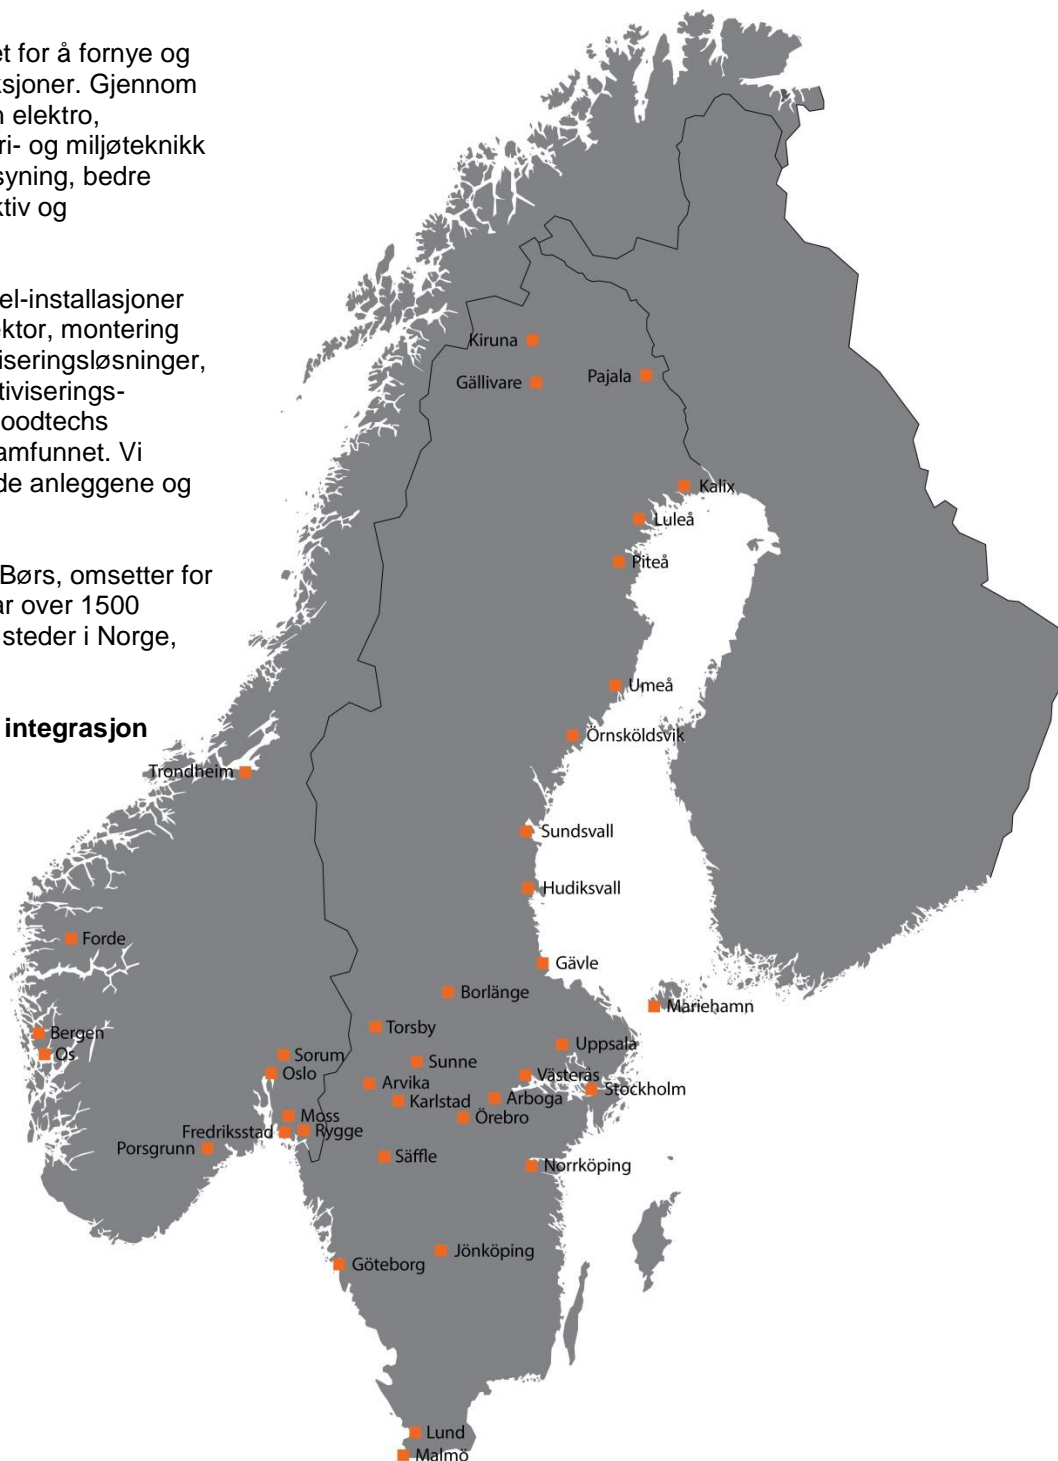 et for å fornye og
ksjoner. Gjennom
n elektro,
ri- og miljøteknikk
syning, bedre
ktiv og
el-installasjoner
ektor, montering
iseringsløsninger,
ktiviserings-
oodtechs
amfunnet. Vi
de anleggene og
Børs, omsetter for
ar over 1500
steder i Norge,
integrasjon
Kiruna
Gällivare
Pajala
Kalix
Luleå
Piteå
Umeå
Örnsköldsvik
Trondheim
Sundsvall
Hudiksvall
Forde
Gävle
Borlänge
Mariehamn
Torsby
Bergen
Os
Uppsala
Sorum
Sunne
Oslo
Västerås
Arvika
Stockholm
Karlstad
Arboga
Moss
Örebro
Fredriksstad
Rygge
Porsgrunn
Säffle
Norrköping
Jönköping
Göteborg
Lund
Malmö